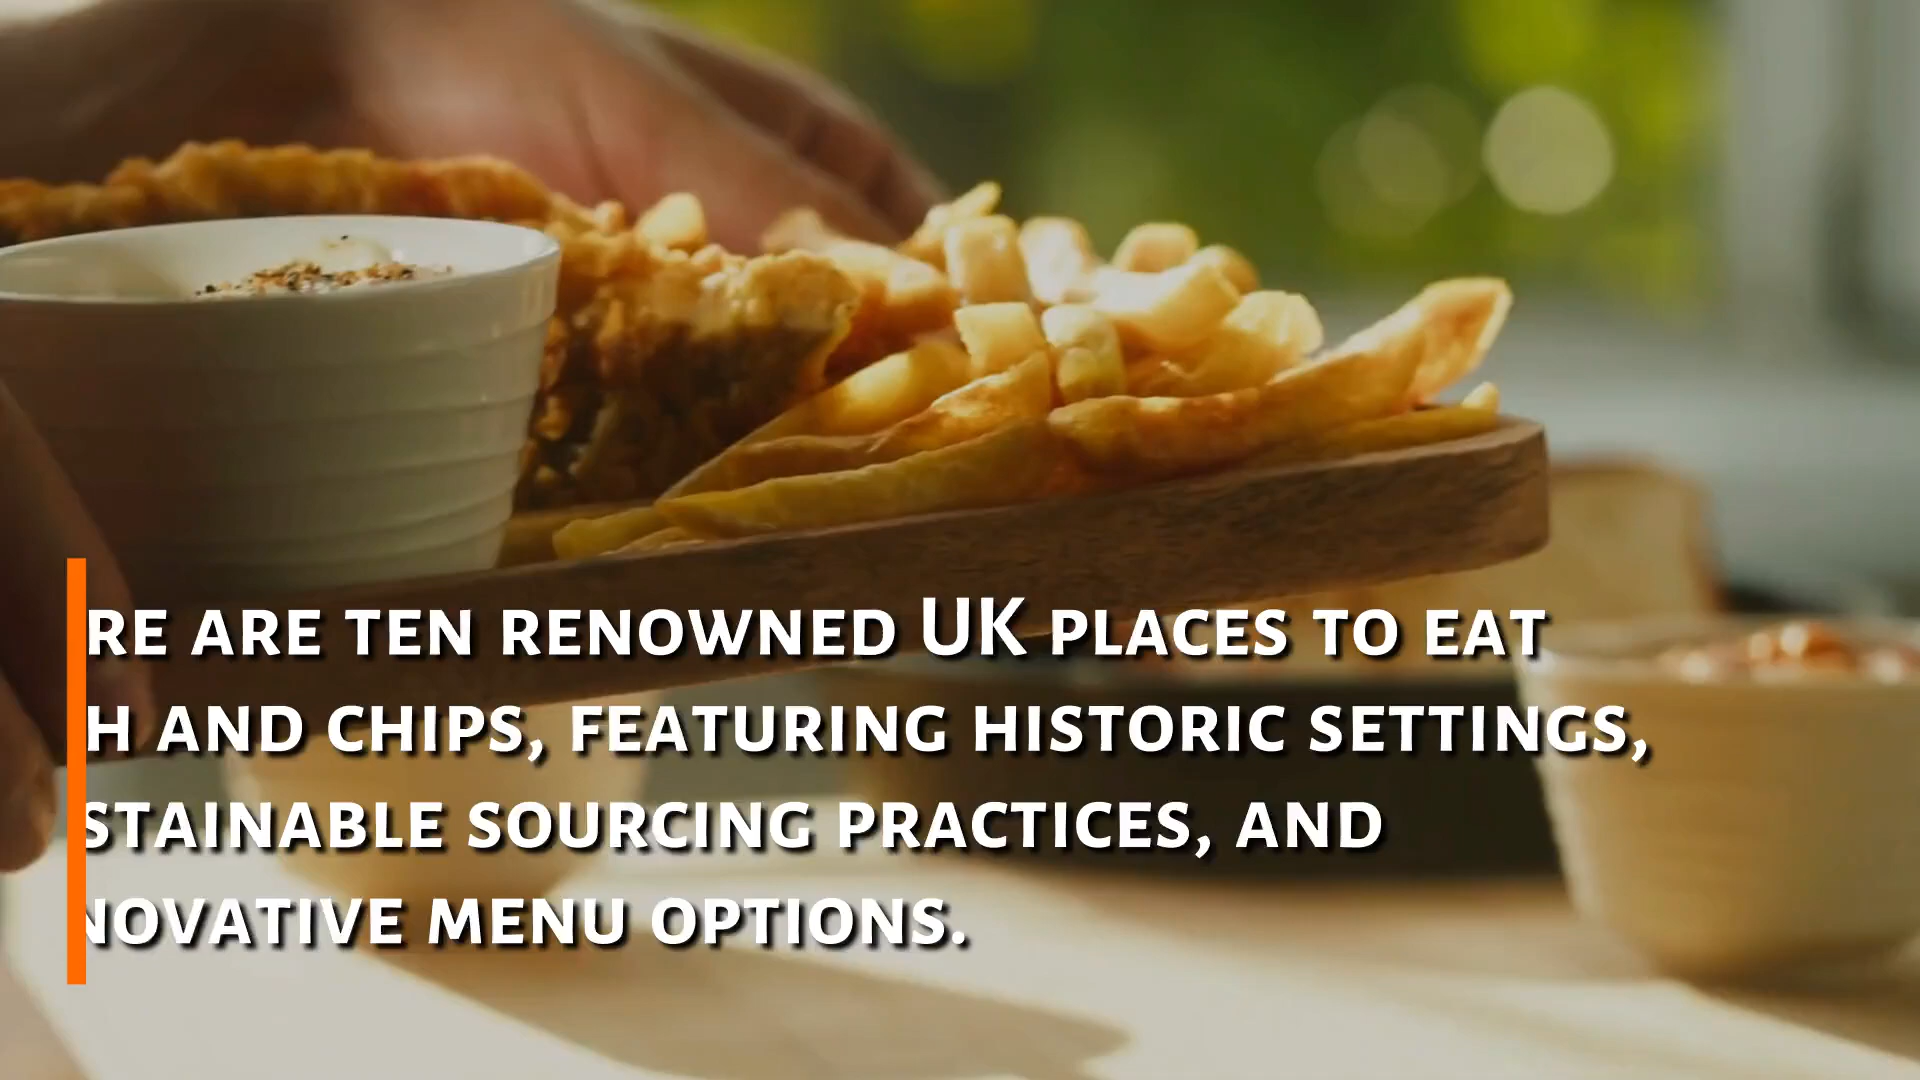 RE ARE TEN RENOWNED UK PLACES TO EAT
H AND CHIPS, FEATURING HISTORIC SETTINGS,
STAINABLE SOURCING PRACTICES, AND
NOVATIVE MENU OPTIONS.